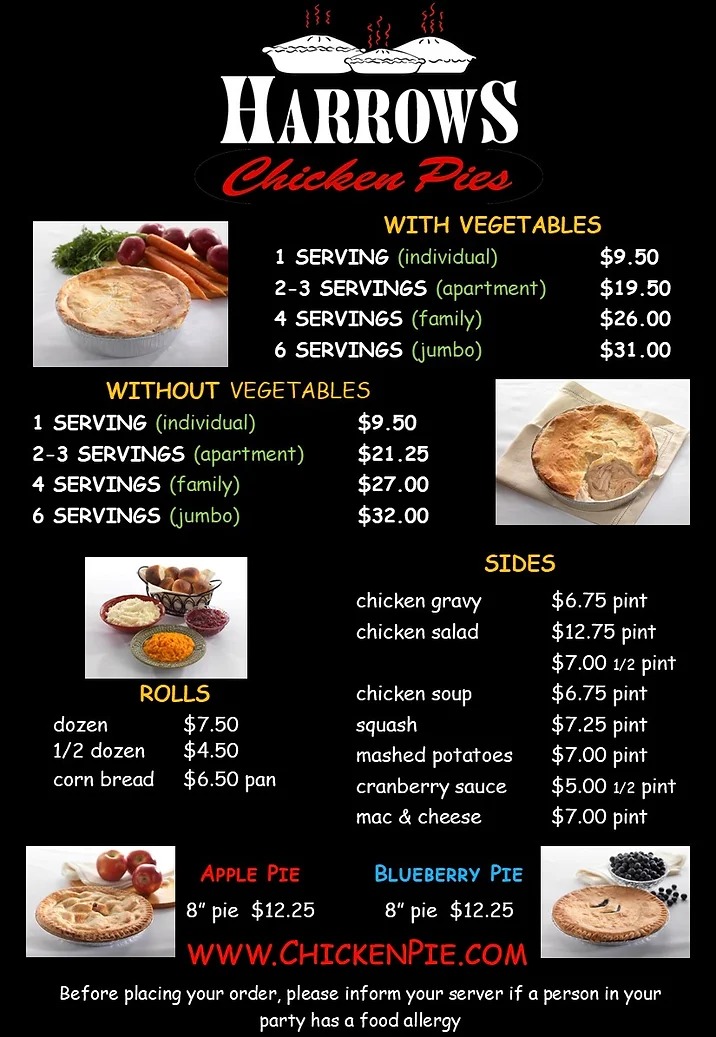 HARROWS
Chicken Pies
WITH VEGETABLES
1 SERVING (individual) $9.50
2-3 SERVINGS (apartment) $19.50
4 SERVINGS (family) $26.00
6 SERVINGS (jumbo) $31.00
WITHOUT VEGETABLES
1 SERVING (individual) $9.50
2-3 SERVINGS (apartment) $21.25
4 SERVINGS (family) $27.00
6 SERVINGS (jumbo) $32.00
SIDES
chicken gravy $6.75 pint
chicken salad $12.75 pint
$7.00 1/2 pint
chicken soup $6.75 pint
squash $7.25 pint
mashed potatoes $7.00 pint
cranberry sauce $5.00 1/2 pint
mac & cheese $7.00 pint
ROLLS
dozen $7.50
1/2 dozen $4.50
corn bread $6.50 pan
APPLE PIE
8" pie $12.25
BLUEBERRY PIE
8" pie $12.25
WWW.CHICKENPIE.COM
Before placing your order, please inform your server if a person in your
party has a food allergy